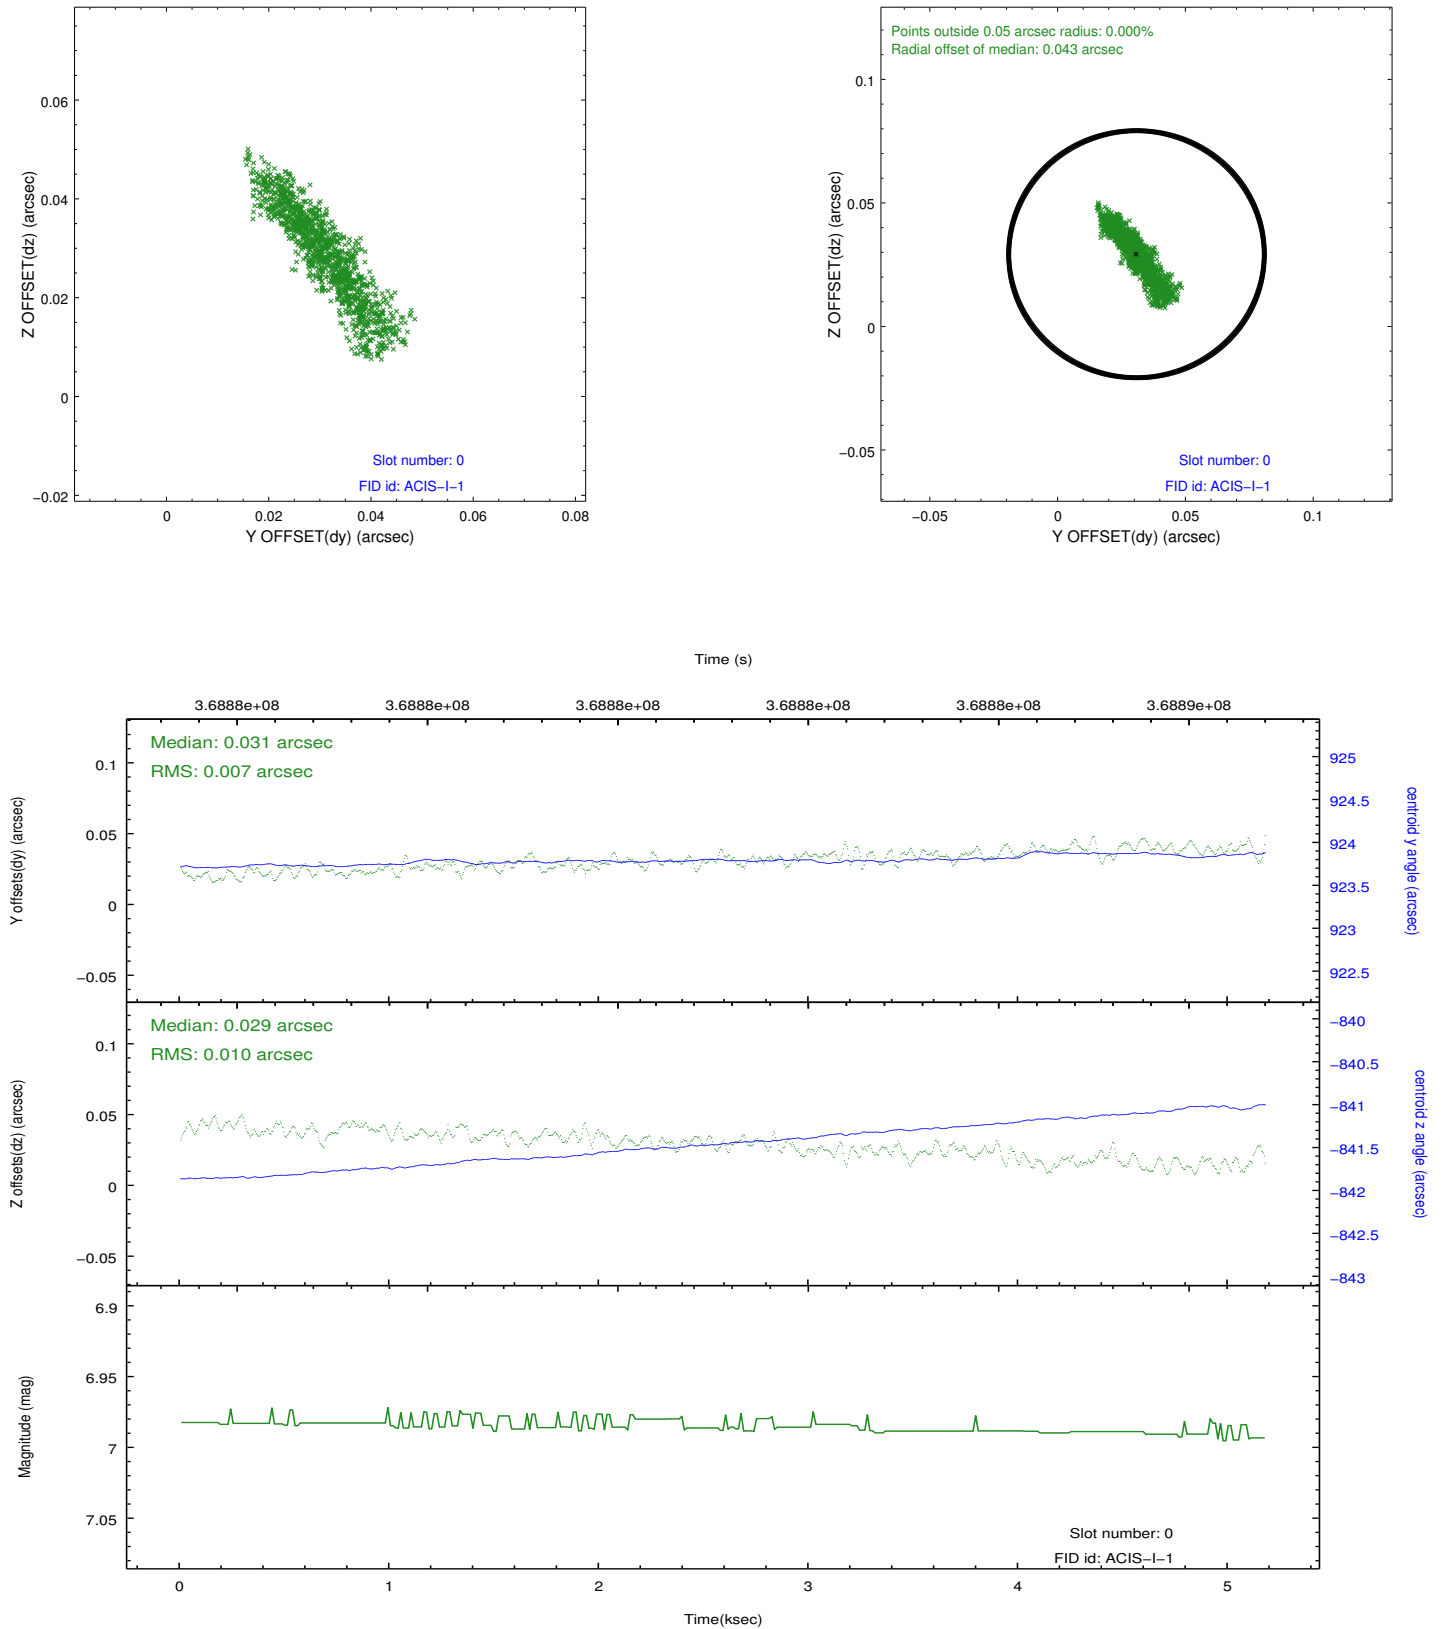 0.06
0.04
0.02
0
−0.02
Z OFFSET(dz) (arcsec)
Slot number: 0
FID id: ACIS−I−1
0 0.02 0.04 0.06 0.08
Y OFFSET(dy) (arcsec)
Points outside 0.05 arcsec radius: 0.000%
Radial offset of median: 0.043 arcsec
0.1
0.05
0
−0.05
Z OFFSET(dz) (arcsec)
Slot number: 0
FID id: ACIS−I−1
−0.05 0 0.05 0.1
Y OFFSET(dy) (arcsec)
Time (s)
3.6888e+08 3.6888e+08 3.6888e+08 3.6888e+08 3.6888e+08 3.6889e+08
Median: 0.031 arcsec
RMS: 0.007 arcsec
0.1
0.05
0
−0.05
Y offsets(dy) (arcsec)
925
924.5
924
923.5
923
922.5
centroid y angle (arcsec)
Median: 0.029 arcsec
RMS: 0.010 arcsec
0.1
0.05
0
−0.05
Z offsets(dz) (arcsec)
−840
−840.5
−841
−841.5
−842
−842.5
−843
centroid z angle (arcsec)
6.9
6.95
7
7.05
Magnitude (mag)
Slot number: 0
FID id: ACIS−I−1
0 1 2 3 4 5
Time(ksec)